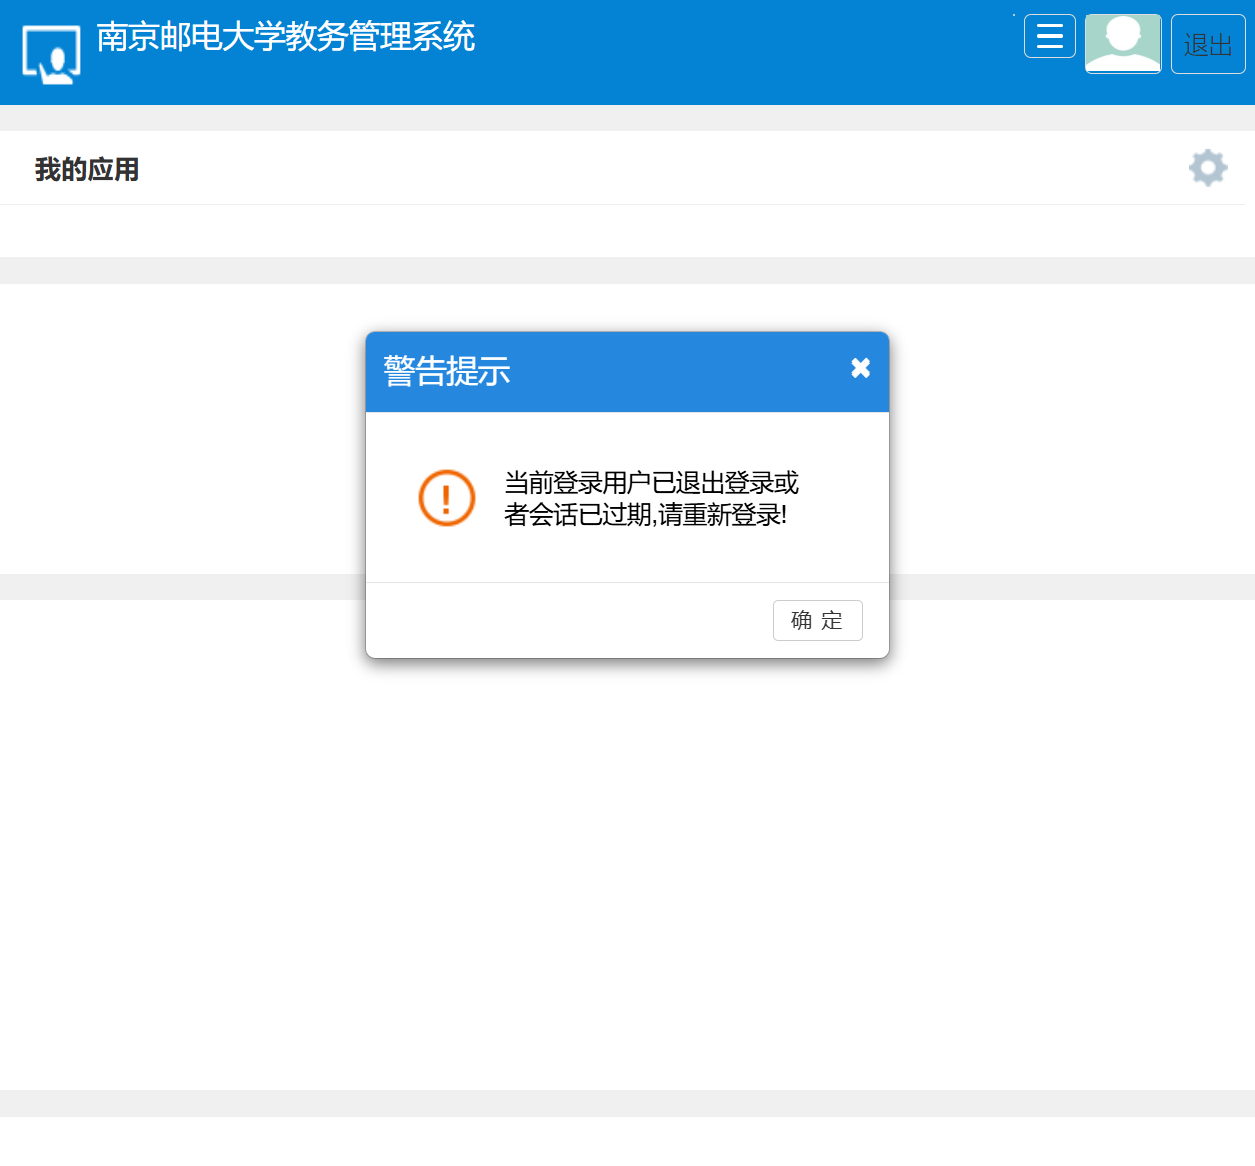 南京邮电大学教务管理系统
退出
我的应用
警告提示
当前登录用户已退出登录或
者会话已过期,请重新登录!
确 定